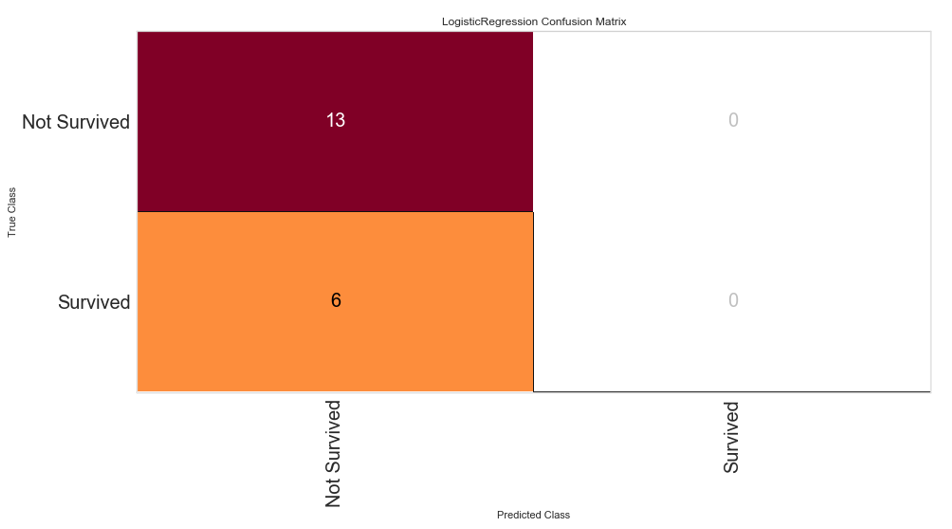 LogisticRegression Confusion Matrix
Not Survived
13
0
True Class
Survived
6
0
Not Survived
Survived
Predicted Class